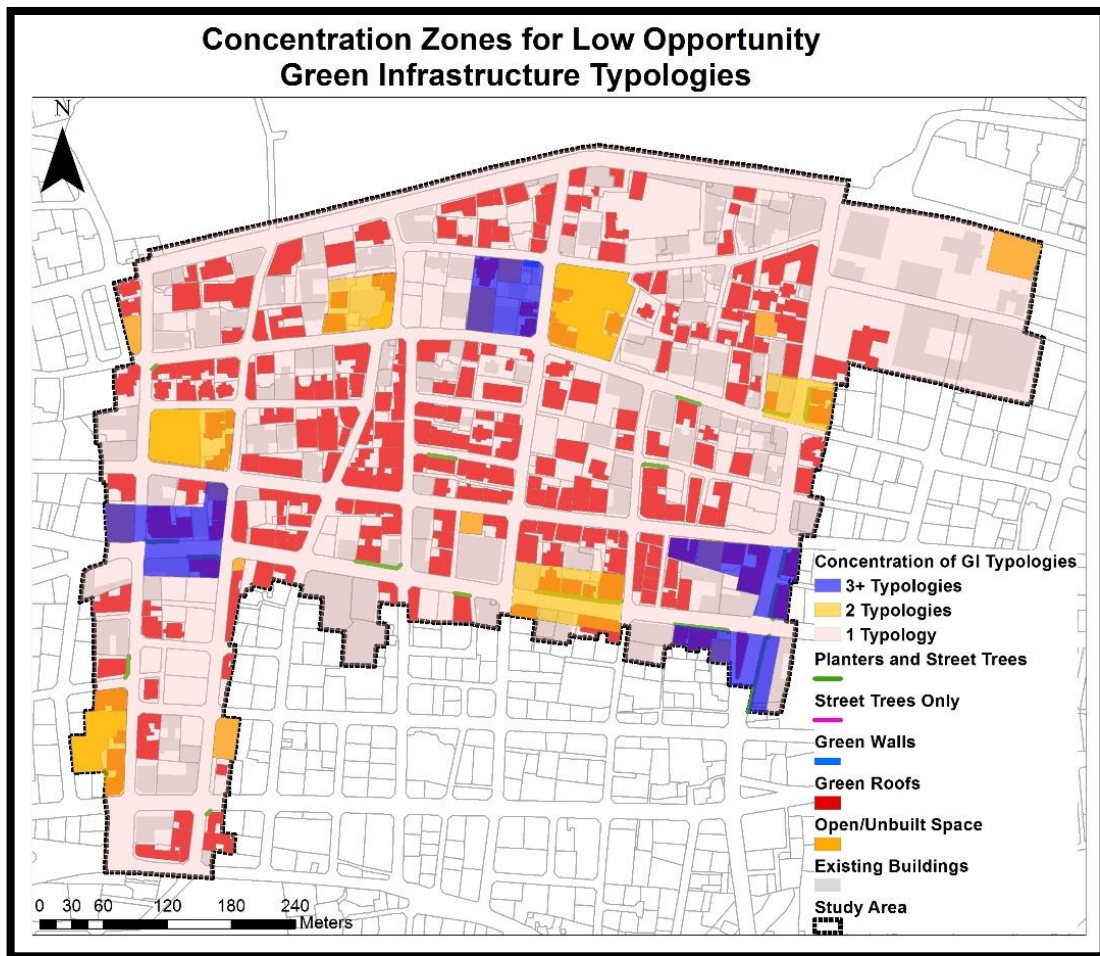 Concentration Zones for Low Opportunity
Green Infrastructure Typologies
N
Concentration of GI Typologies
3+ Typologies
2 Typologies
1 Typology
Planters and Street Trees
Street Trees Only
Green Walls
Green Roofs
Open/Unbuilt Space
Existing Buildings
Study Area
0 30 60 120 180 240
Meters